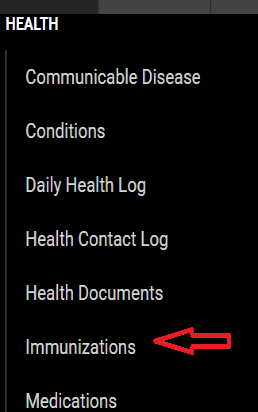 HEALTH
Communicable Disease
Conditions
Daily Health Log
Health Contact Log
Health Documents
Immunizations
Medications